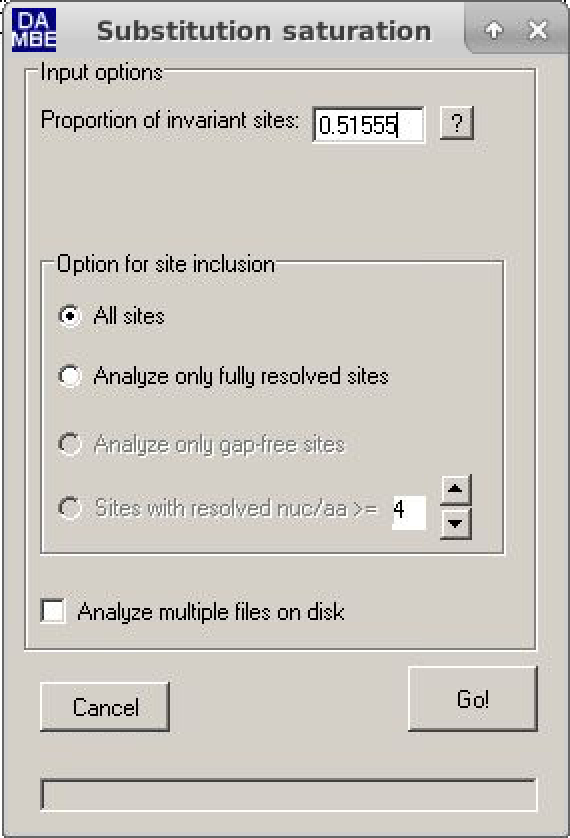 DA
MBE
Substitution saturation
Input options
Proportion of invariant sites: 0.51555 ?
Option for site inclusion
All sites
Analyze only fully resolved sites
Analyze only gap-free sites
Sites with resolved nuc/aa >= 4
Analyze multiple files on disk
Cancel
Go!